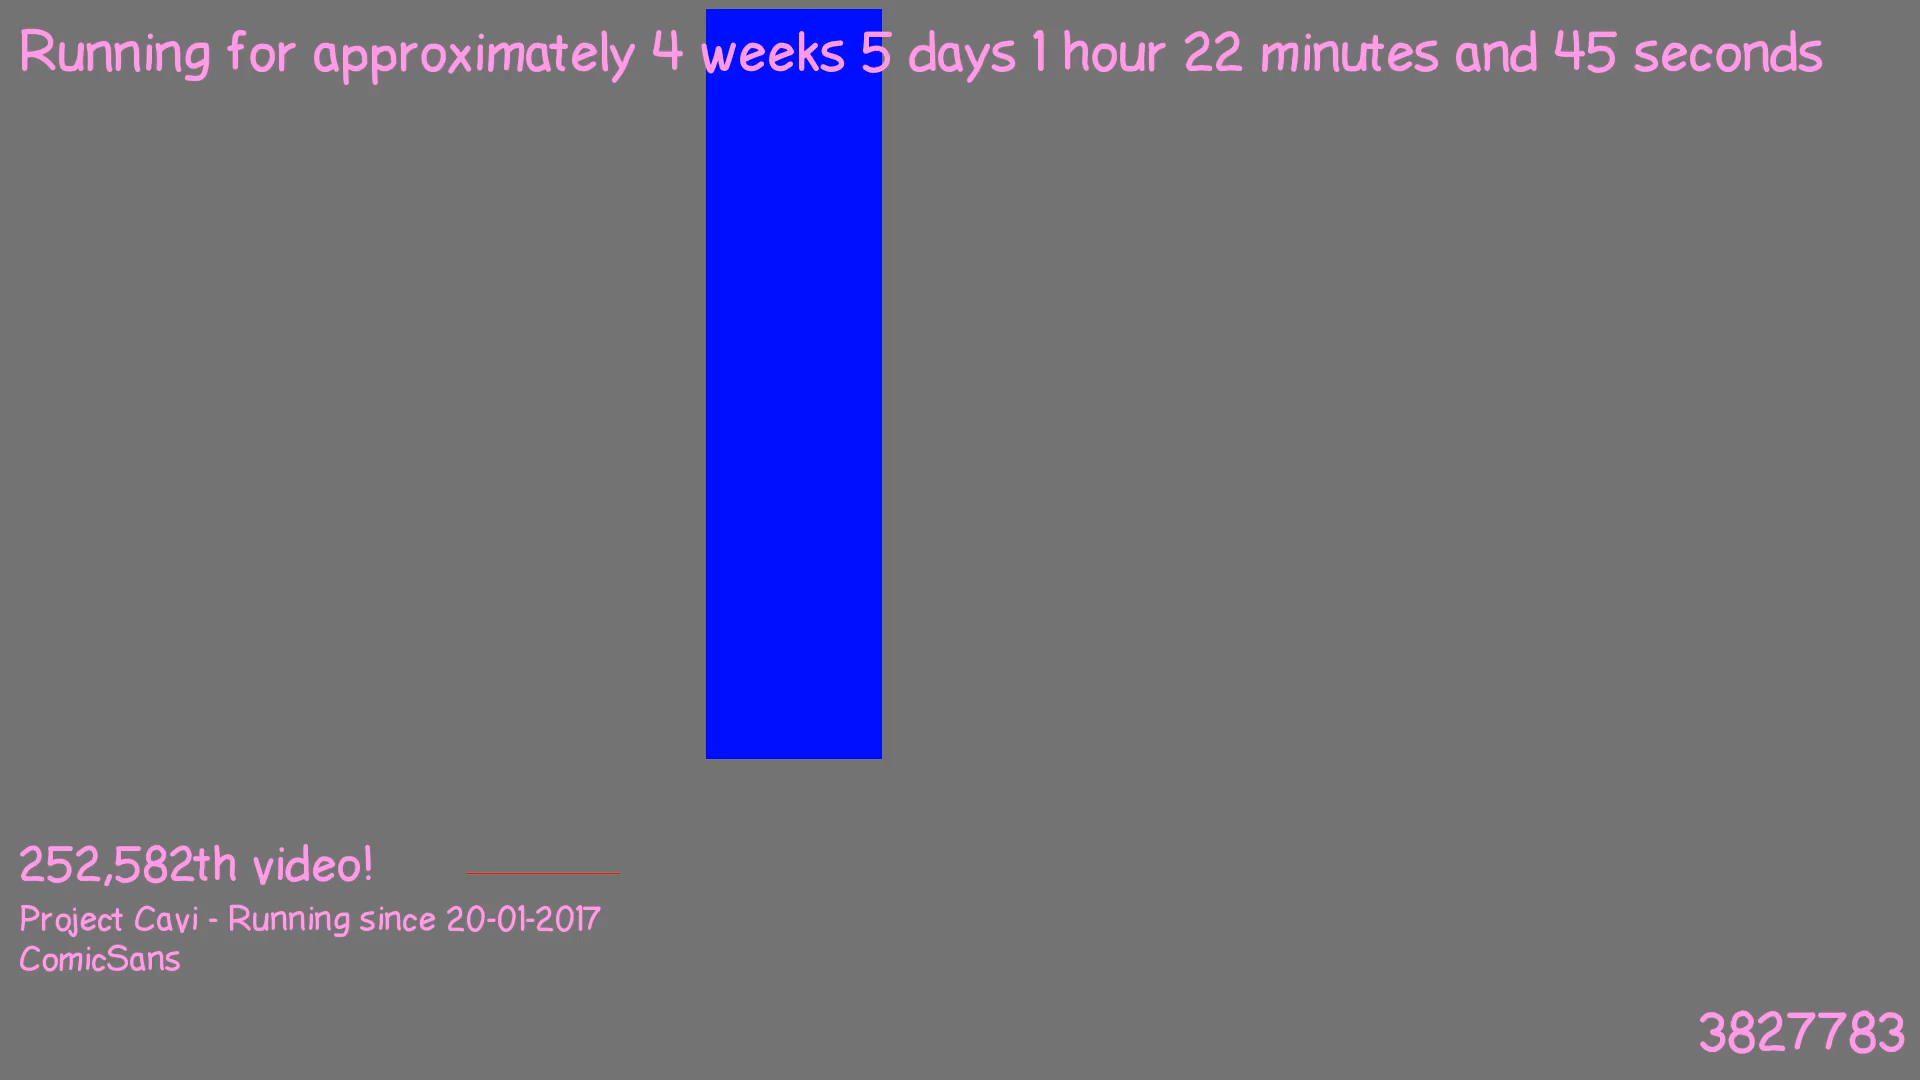 Running for approximately 4 weeks 5 days 1 hour 22 minutes and 45 seconds
252,582th video!
Project Cavi - Running since 20-01-2017
ComicSans
3827783